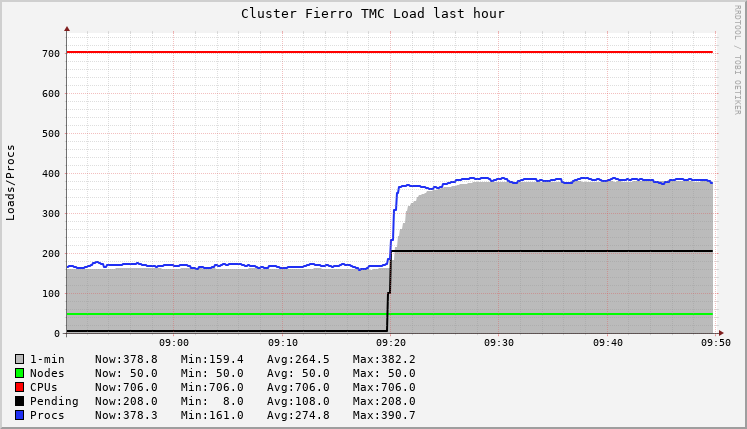 Cluster Fierro TMC Load last hour
RRDTOOL / TOBI OETIKER
Loads/Procs
700
600
500
400
300
200
100
0
09:00 09:10 09:20 09:30 09:40 09:50
1-min Now:378.8 Min:159.4 Avg:264.5 Max:382.2
Nodes Now: 50.0 Min: 50.0 Avg: 50.0 Max: 50.0
CPUs Now:706.0 Min:706.0 Avg:706.0 Max:706.0
Pending Now:208.0 Min: 8.0 Avg:108.0 Max:208.0
Procs Now:378.3 Min:161.0 Avg:274.8 Max:390.7